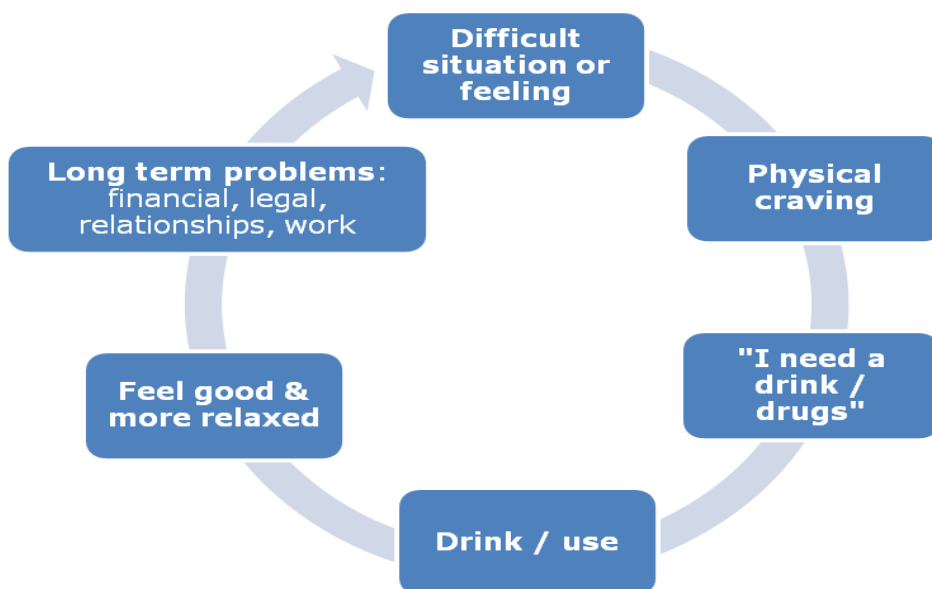 Difficult
situation or
feeling
Physical
craving
"I need a
drink /
drugs"
Drink / use
Feel good &
more relaxed
Long term problems:
financial, legal,
relationships, work